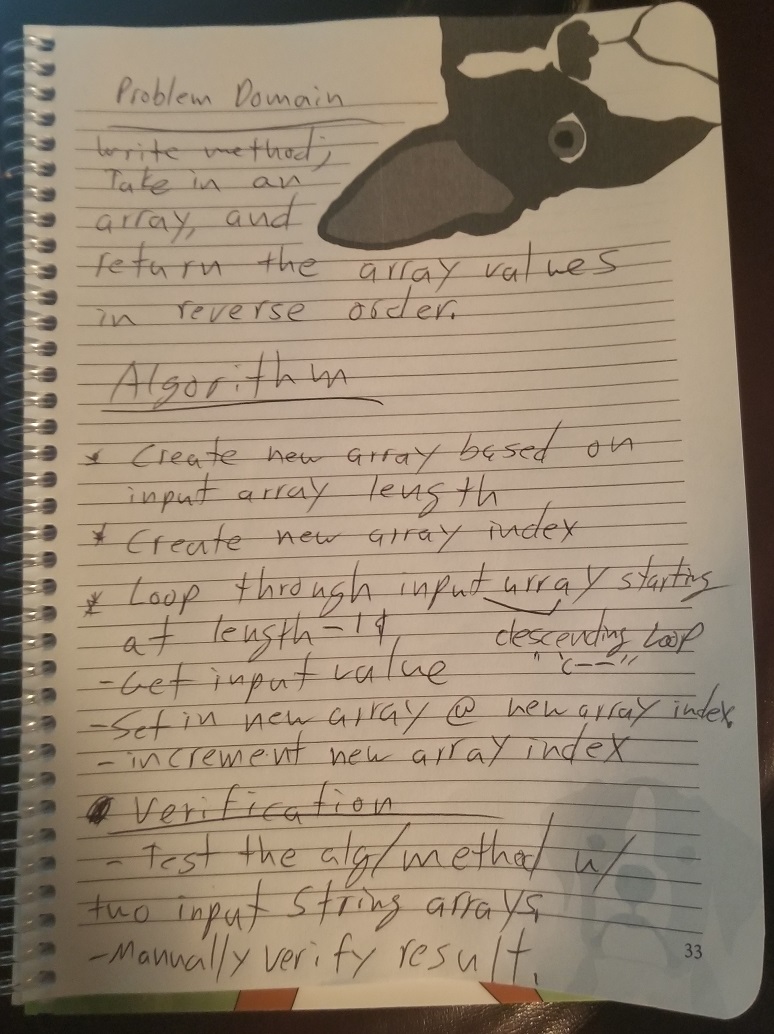 Problem Domain
Write method;
Take in an
array, and
return the array values
in reverse order.
Algorithm
* Create new array based on
input array length
* Create new array index
* Loop through input array starting
at length-1,
descending loop
"i--"
- Get input value
- Set in new array @ new array index.
- increment new array index
Verification
- Test the alg/method w/
two input String arrays.
- Manually verify result.
33